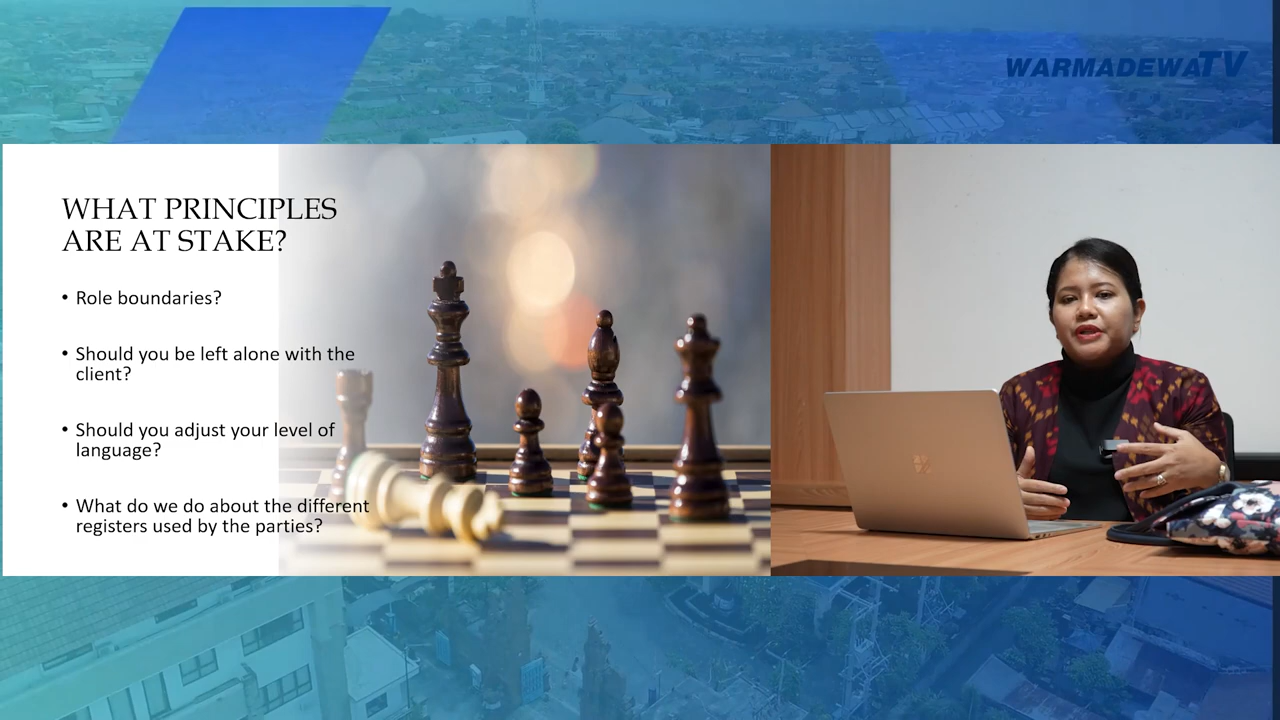 WARMADEWATV
WHAT PRINCIPLES
ARE AT STAKE?
• Role boundaries?
• Should you be left alone with the
client?
• Should you adjust your level of
language?
• What do we do about the different
registers used by the parties?